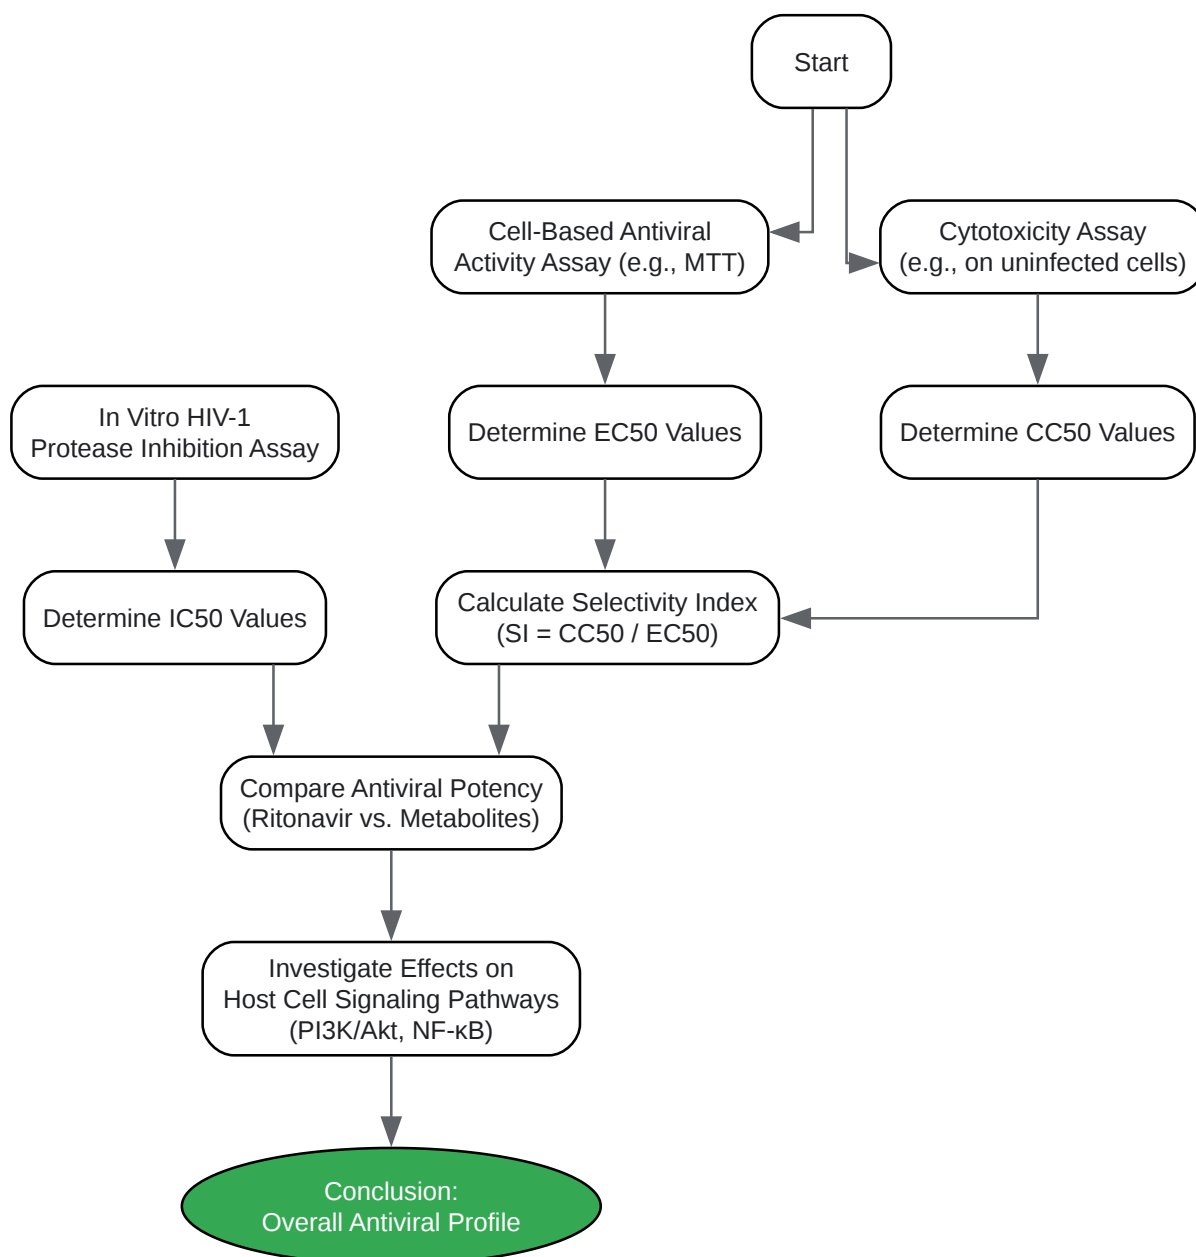 Start
Cell-Based Antiviral
Activity Assay (e.g., MTT)
Cytotoxicity Assay
(e.g., on uninfected cells)
In Vitro HIV-1
Protease Inhibition Assay
Determine EC50 Values
Determine CC50 Values
Determine IC50 Values
Calculate Selectivity Index
(SI = CC50 / EC50)
Compare Antiviral Potency
(Ritonavir vs. Metabolites)
Investigate Effects on
Host Cell Signaling Pathways
(PI3K/Akt, NF-κB)
Conclusion:
Overall Antiviral Profile